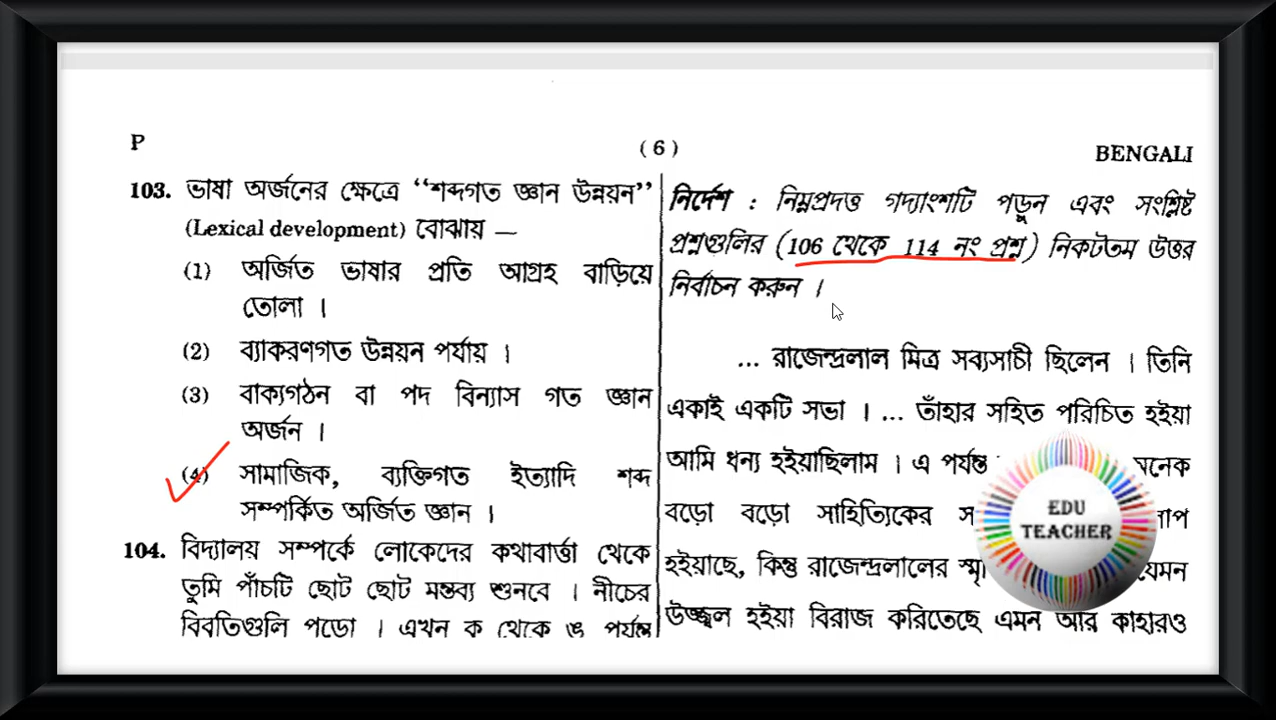 P
(6)
BENGALI
103. ভাষা অর্জনের ক্ষেত্রে “শব্দগত জ্ঞান উন্নয়ন”
(Lexical development) বোঝায় —
(1) অর্জিত ভাষার প্রতি আগ্রহ বাড়িয়ে
তোলা ।
(2) ব্যাকরণগত উন্নয়ন পর্যায় ।
(3) বাক্যগঠন বা পদ বিন্যাস গত জ্ঞান
অর্জন ।
(4) সামাজিক, ব্যক্তিগত ইত্যাদি শব্দ
সম্পর্কিত অর্জিত জ্ঞান ।
104. বিদ্যালয় সম্পর্কে লোকেদের কথাবার্ত্তা থেকে
তুমি পাঁচটি ছোট ছোট মন্তব্য শুনবে । নীচের
বিবৃতিগুলি পড়ো । এখন ক থেকে ঙ পর্যন্ত
নির্দেশ : নিম্নপ্রদত্ত গদ্যাংশটি পড়ুন এবং সংশ্লিষ্ট
প্রশ্নগুলির (106 থেকে 114 নং প্রশ্ন) নিকটতম উত্তর
নির্বাচন করুন ।
... রাজেন্দ্রলাল মিত্র সব্যসাচী ছিলেন । তিনি
একাই একটি সভা । ... তাঁহার সহিত পরিচিত হইয়া
আমি ধন্য হইয়াছিলাম । এ পর্যন্ত
বড়ো বড়ো সাহিত্যিকের
হইয়াছে, কিন্তু রাজেন্দ্রলালের
উজ্জ্বল হইয়া বিরাজ করিতেছে এমন আর কাহারও
EDU
TEACHER